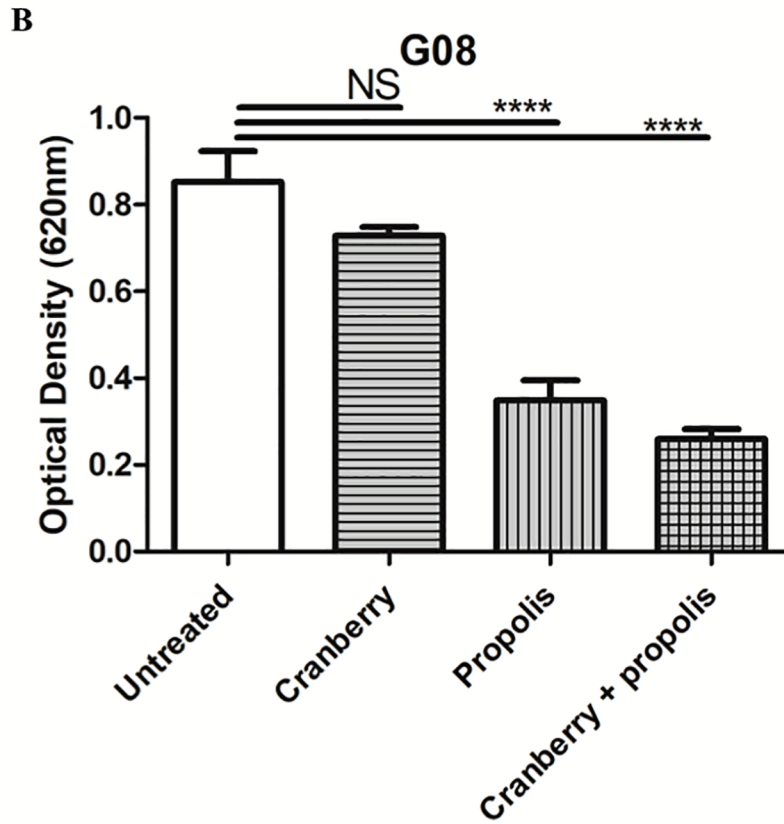 B
G08
NS
****
****
Optical Density (620nm)
1.0
0.8
0.6
0.4
0.2
0.0
Untreated
Cranberry
Propolis
Cranberry + propolis